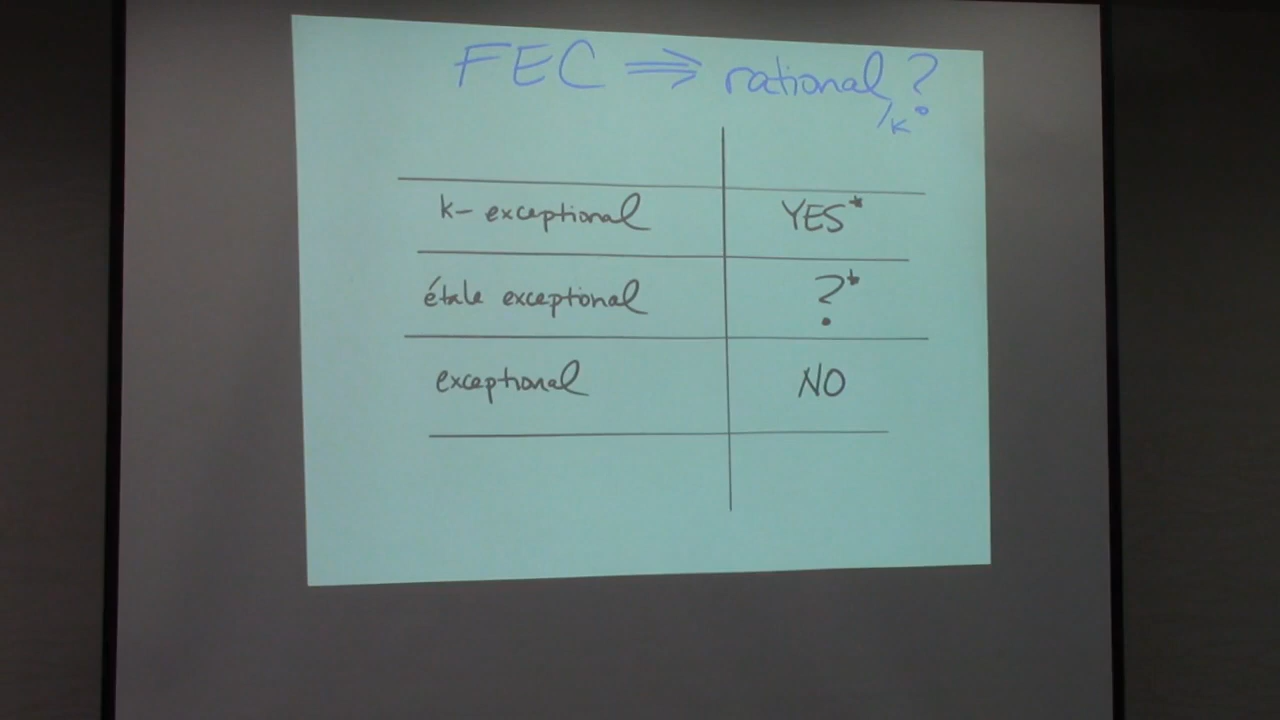 FEC ⇒ rational/k ?
k- exceptional YES*
étale exceptional ?*
exceptional NO